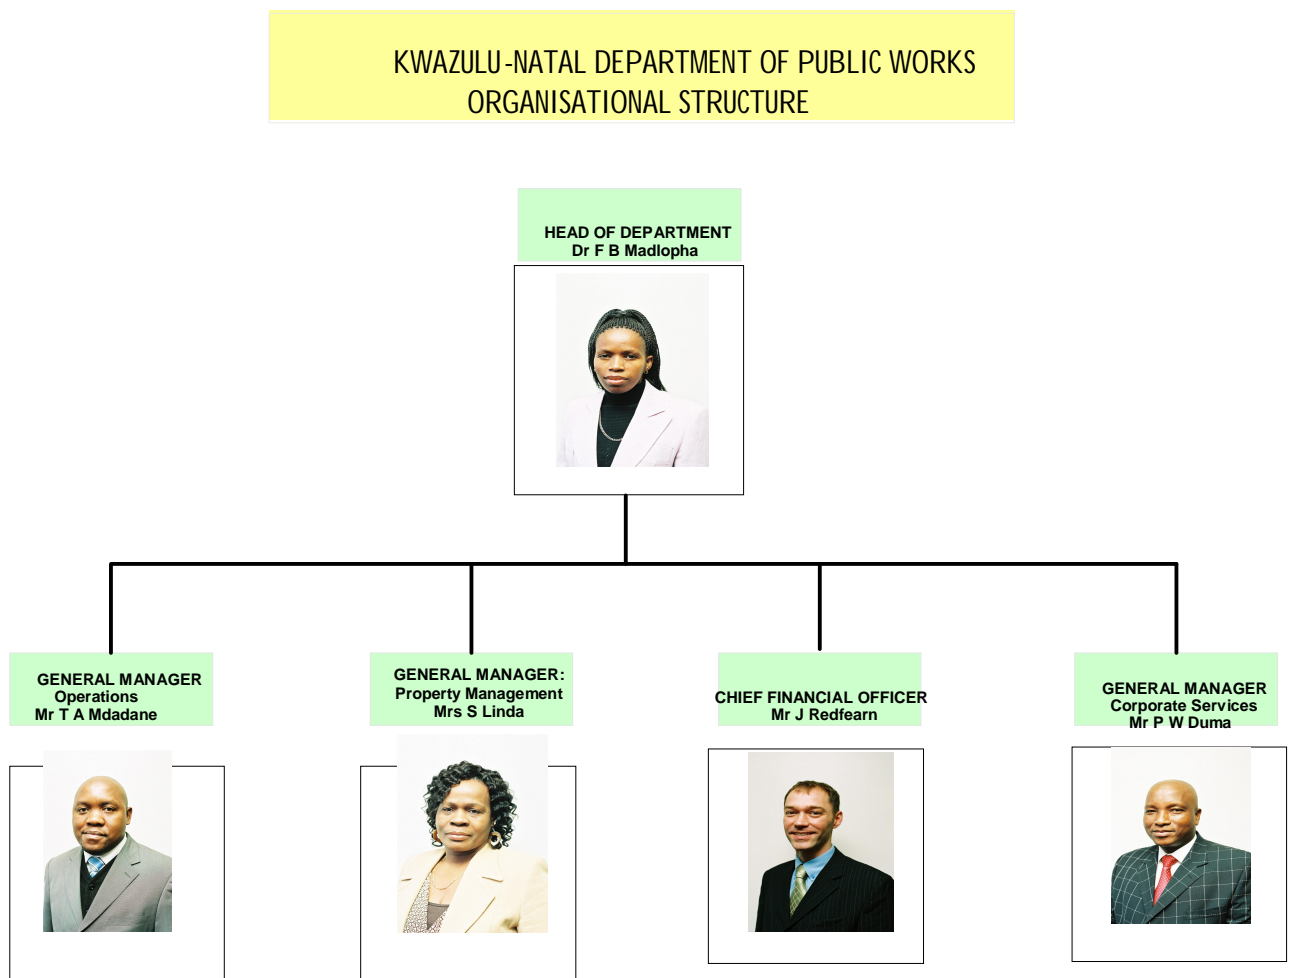 KWAZULU-NATAL DEPARTMENT OF PUBLIC WORKS
ORGANISATIONAL STRUCTURE
HEAD OF DEPARTMENT
Dr F B Madlopha
GENERAL MANAGER
Operations
Mr T A Mdadane
GENERAL MANAGER:
Property Management
Mrs S Linda
CHIEF FINANCIAL OFFICER
Mr J Redfearn
GENERAL MANAGER
Corporate Services
Mr P W Duma